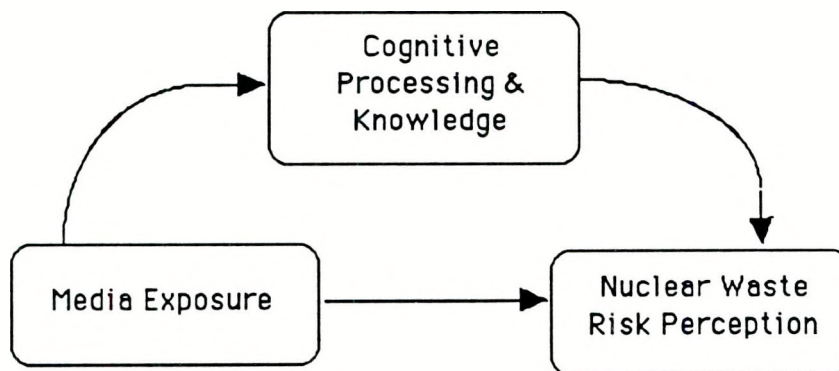 Cognitive
Processing &
Knowledge
Media Exposure
Nuclear Waste
Risk Perception